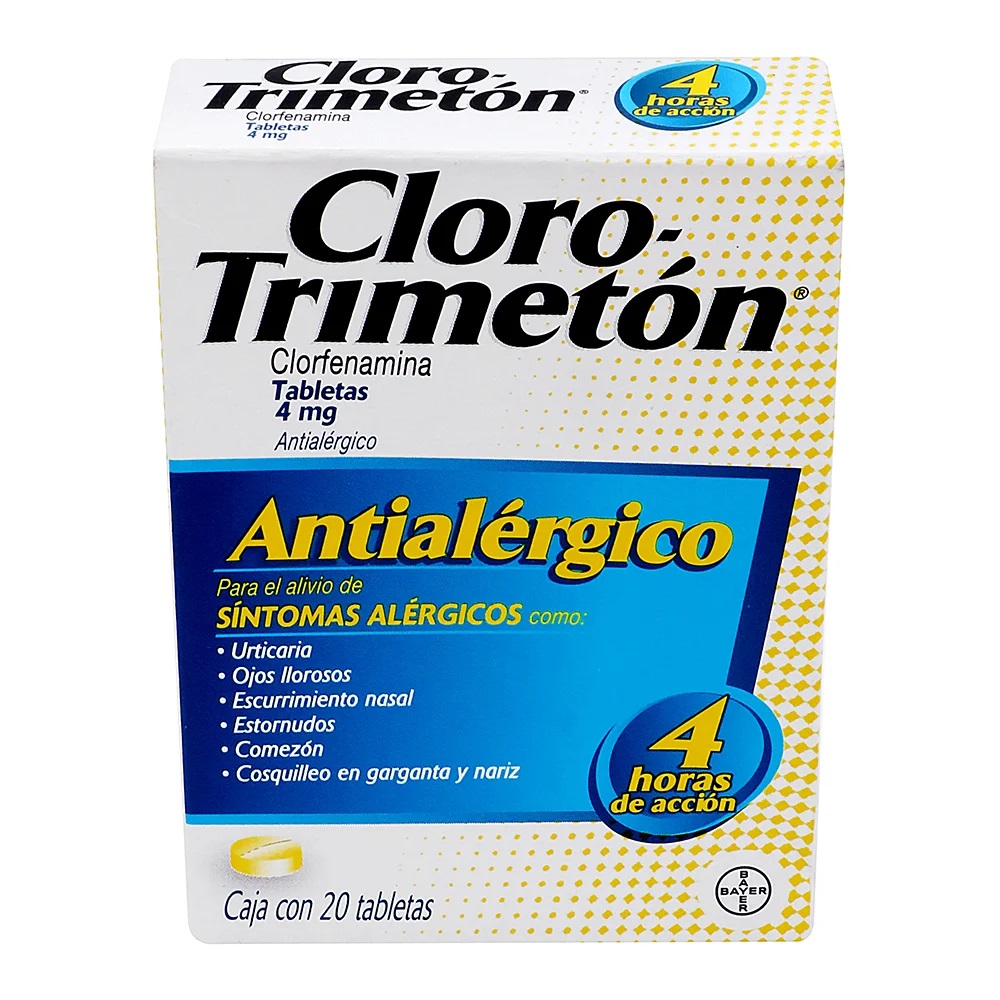 Cloro-
Trimetón®
Clorfenamina
Tabletas
4 mg
4
horas
de acción
Cloro-
Trimetón®
Clorfenamina
Tabletas
4 mg
Antialérgico
Antialérgico
Para el alivio de
SÍNTOMAS ALÉRGICOS como:
• Urticaria
• Ojos llorosos
• Escurrimiento nasal
• Estornudos
• Comezón
• Cosquilleo en garganta y nariz
4
horas
de acción
Caja con 20 tabletas
BAYER
BAYER